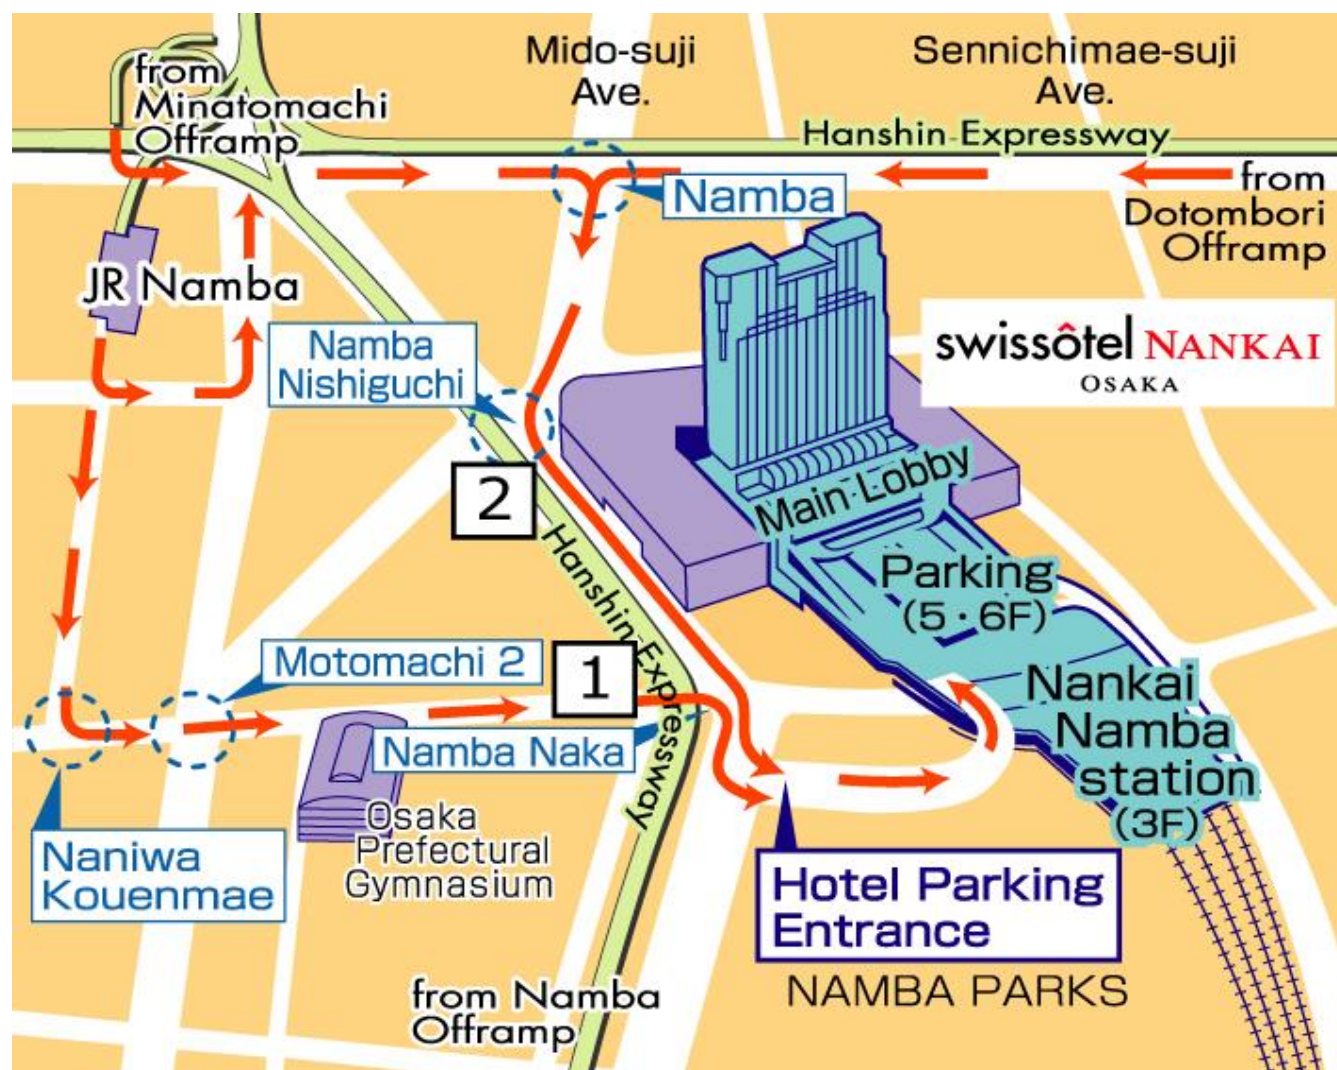 Mido-suji
Ave.
Sennichimae-suji
Ave.
from
Minatomachi
Offramp
Hanshin Expressway
Namba
from
Dotombori
Offramp
JR Namba
Namba
Nishiguchi
swissôtel NANKAI
OSAKA
2
Main Lobby
Hanshin Expressway
Parking
(5・6F)
Motomachi 2
1
Nankai
Namba
station
(3F)
Namba Naka
Osaka
Prefectural
Gymnasium
Naniwa
Kouenmae
Hotel Parking
Entrance
NAMBA PARKS
from Namba
Offramp